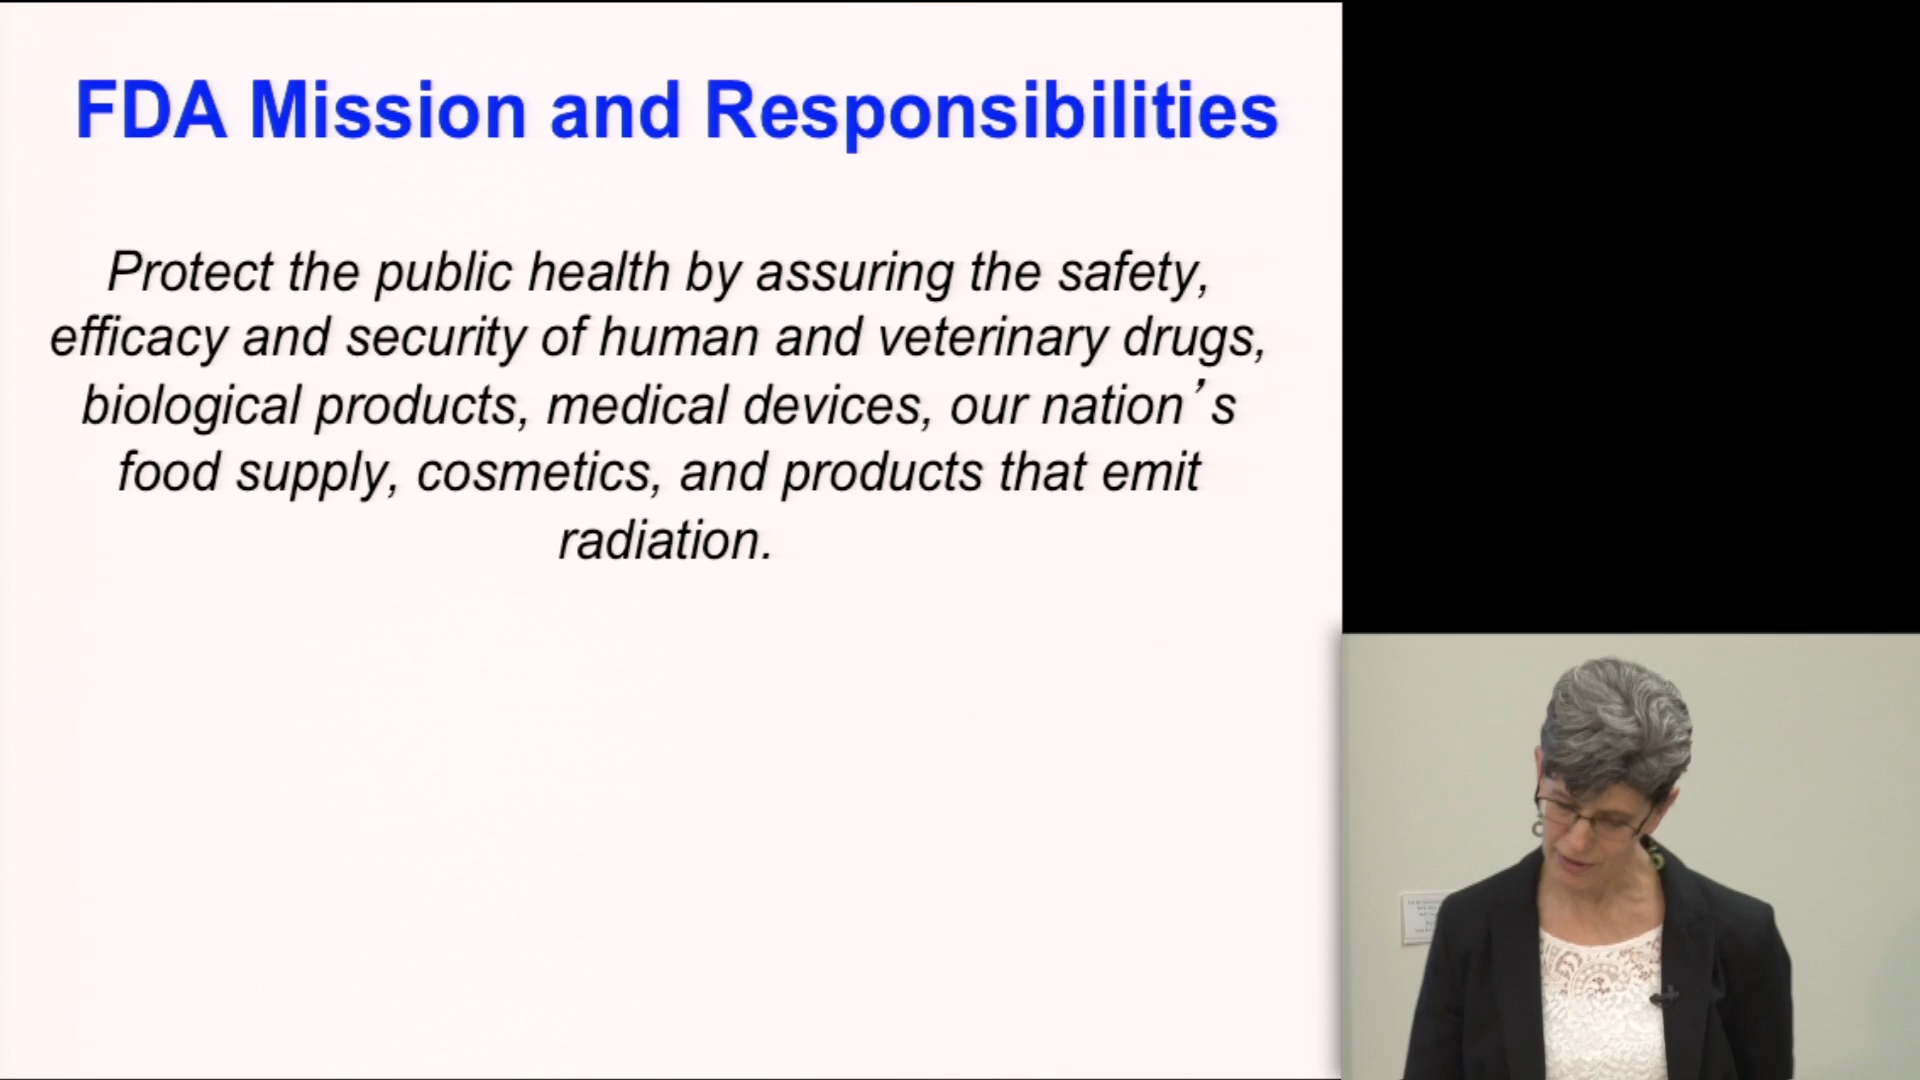 FDA Mission and Responsibilities
Protect the public health by assuring the safety,
efficacy and security of human and veterinary drugs,
biological products, medical devices, our nation’s
food supply, cosmetics, and products that emit
radiation.